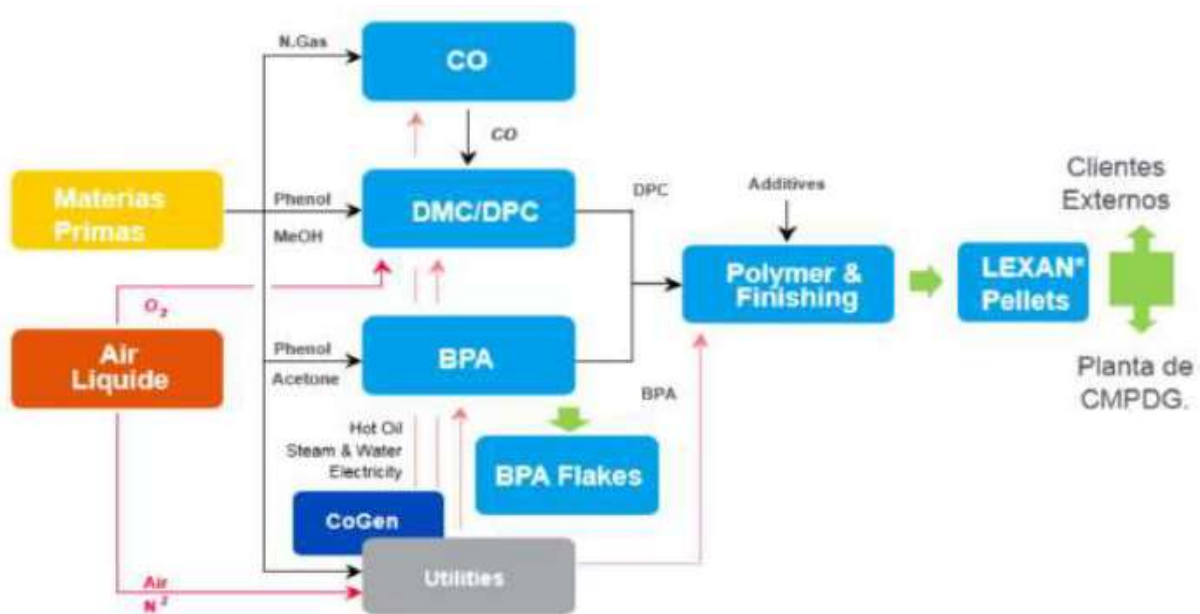 N.Gas
CO
CO
Materias
Primas
Phenol
MeOH
DMC/DPC
DPC
Additives
Clientes
Externos
Polymer &
Finishing
LEXAN*
Pellets
O₂
Air
Liquide
Phenol
Acetone
BPA
BPA
Planta de
CMPDG.
Hot Oil
Steam & Water
Electricity
BPA Flakes
CoGen
Utilities
Air
N²